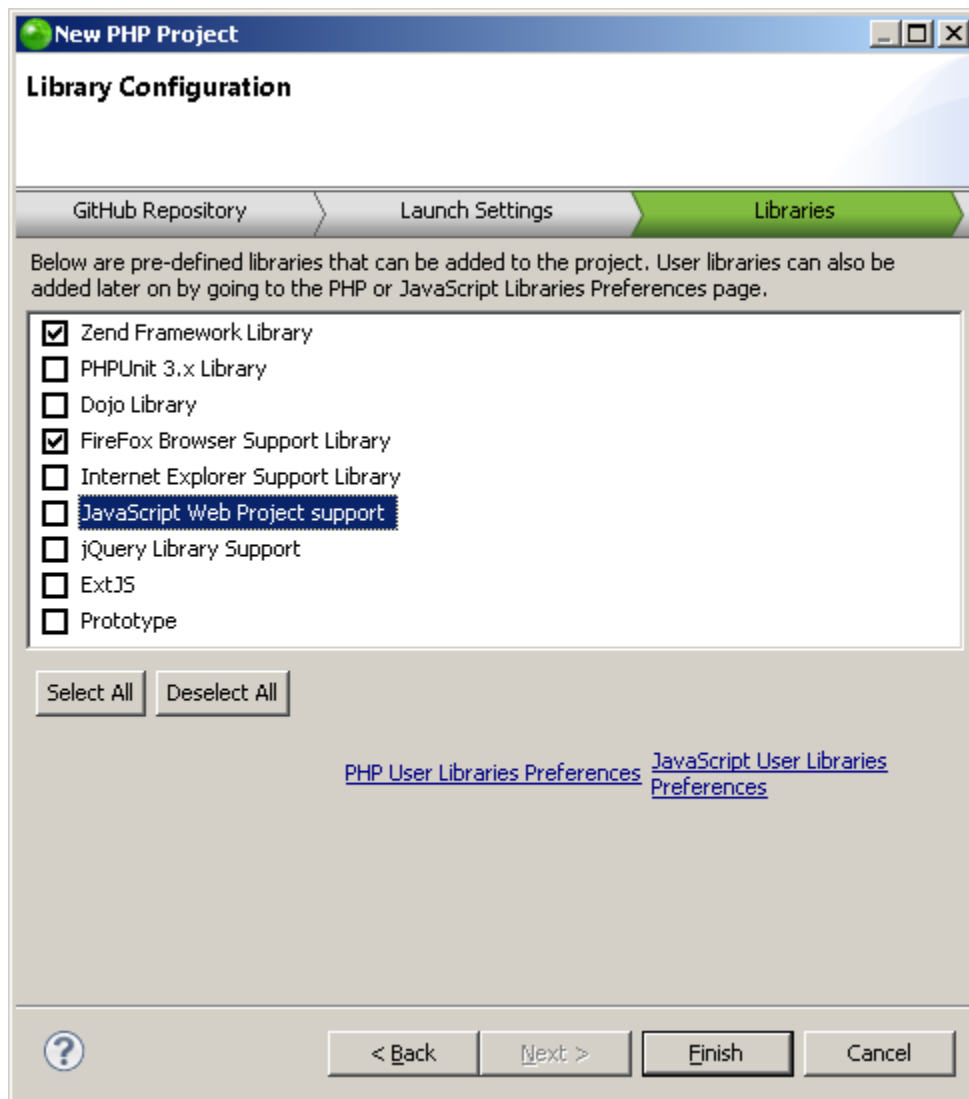 New PHP Project
Library Configuration
GitHub Repository
Launch Settings
Libraries
Below are pre-defined libraries that can be added to the project. User libraries can also be
added later on by going to the PHP or JavaScript Libraries Preferences page.
Zend Framework Library
PHPUnit 3.x Library
Dojo Library
FireFox Browser Support Library
Internet Explorer Support Library
JavaScript Web Project support
jQuery Library Support
ExtJS
Prototype
Select All
Deselect All
PHP User Libraries Preferences
JavaScript User Libraries
Preferences
?
< Back
Next >
Finish
Cancel